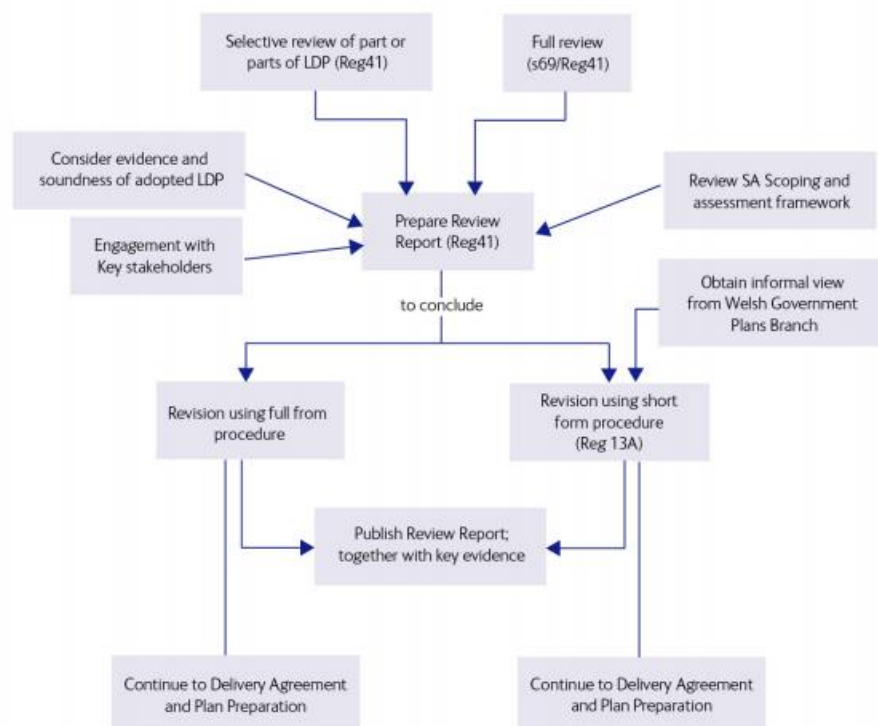 Selective review of part or
parts of LDP (Reg41)
Full review
(s69/Reg41)
Consider evidence and
soundness of adopted LDP
Review SA Scoping and
assessment framework
Prepare Review
Report (Reg41)
Engagement with
Key stakeholders
Obtain informal view
from Welsh Government
Plans Branch
to conclude
Revision using full from
procedure
Revision using short
form procedure
(Reg 13A)
Publish Review Report;
together with key evidence
Continue to Delivery Agreement
and Plan Preparation
Continue to Delivery Agreement
and Plan Preparation